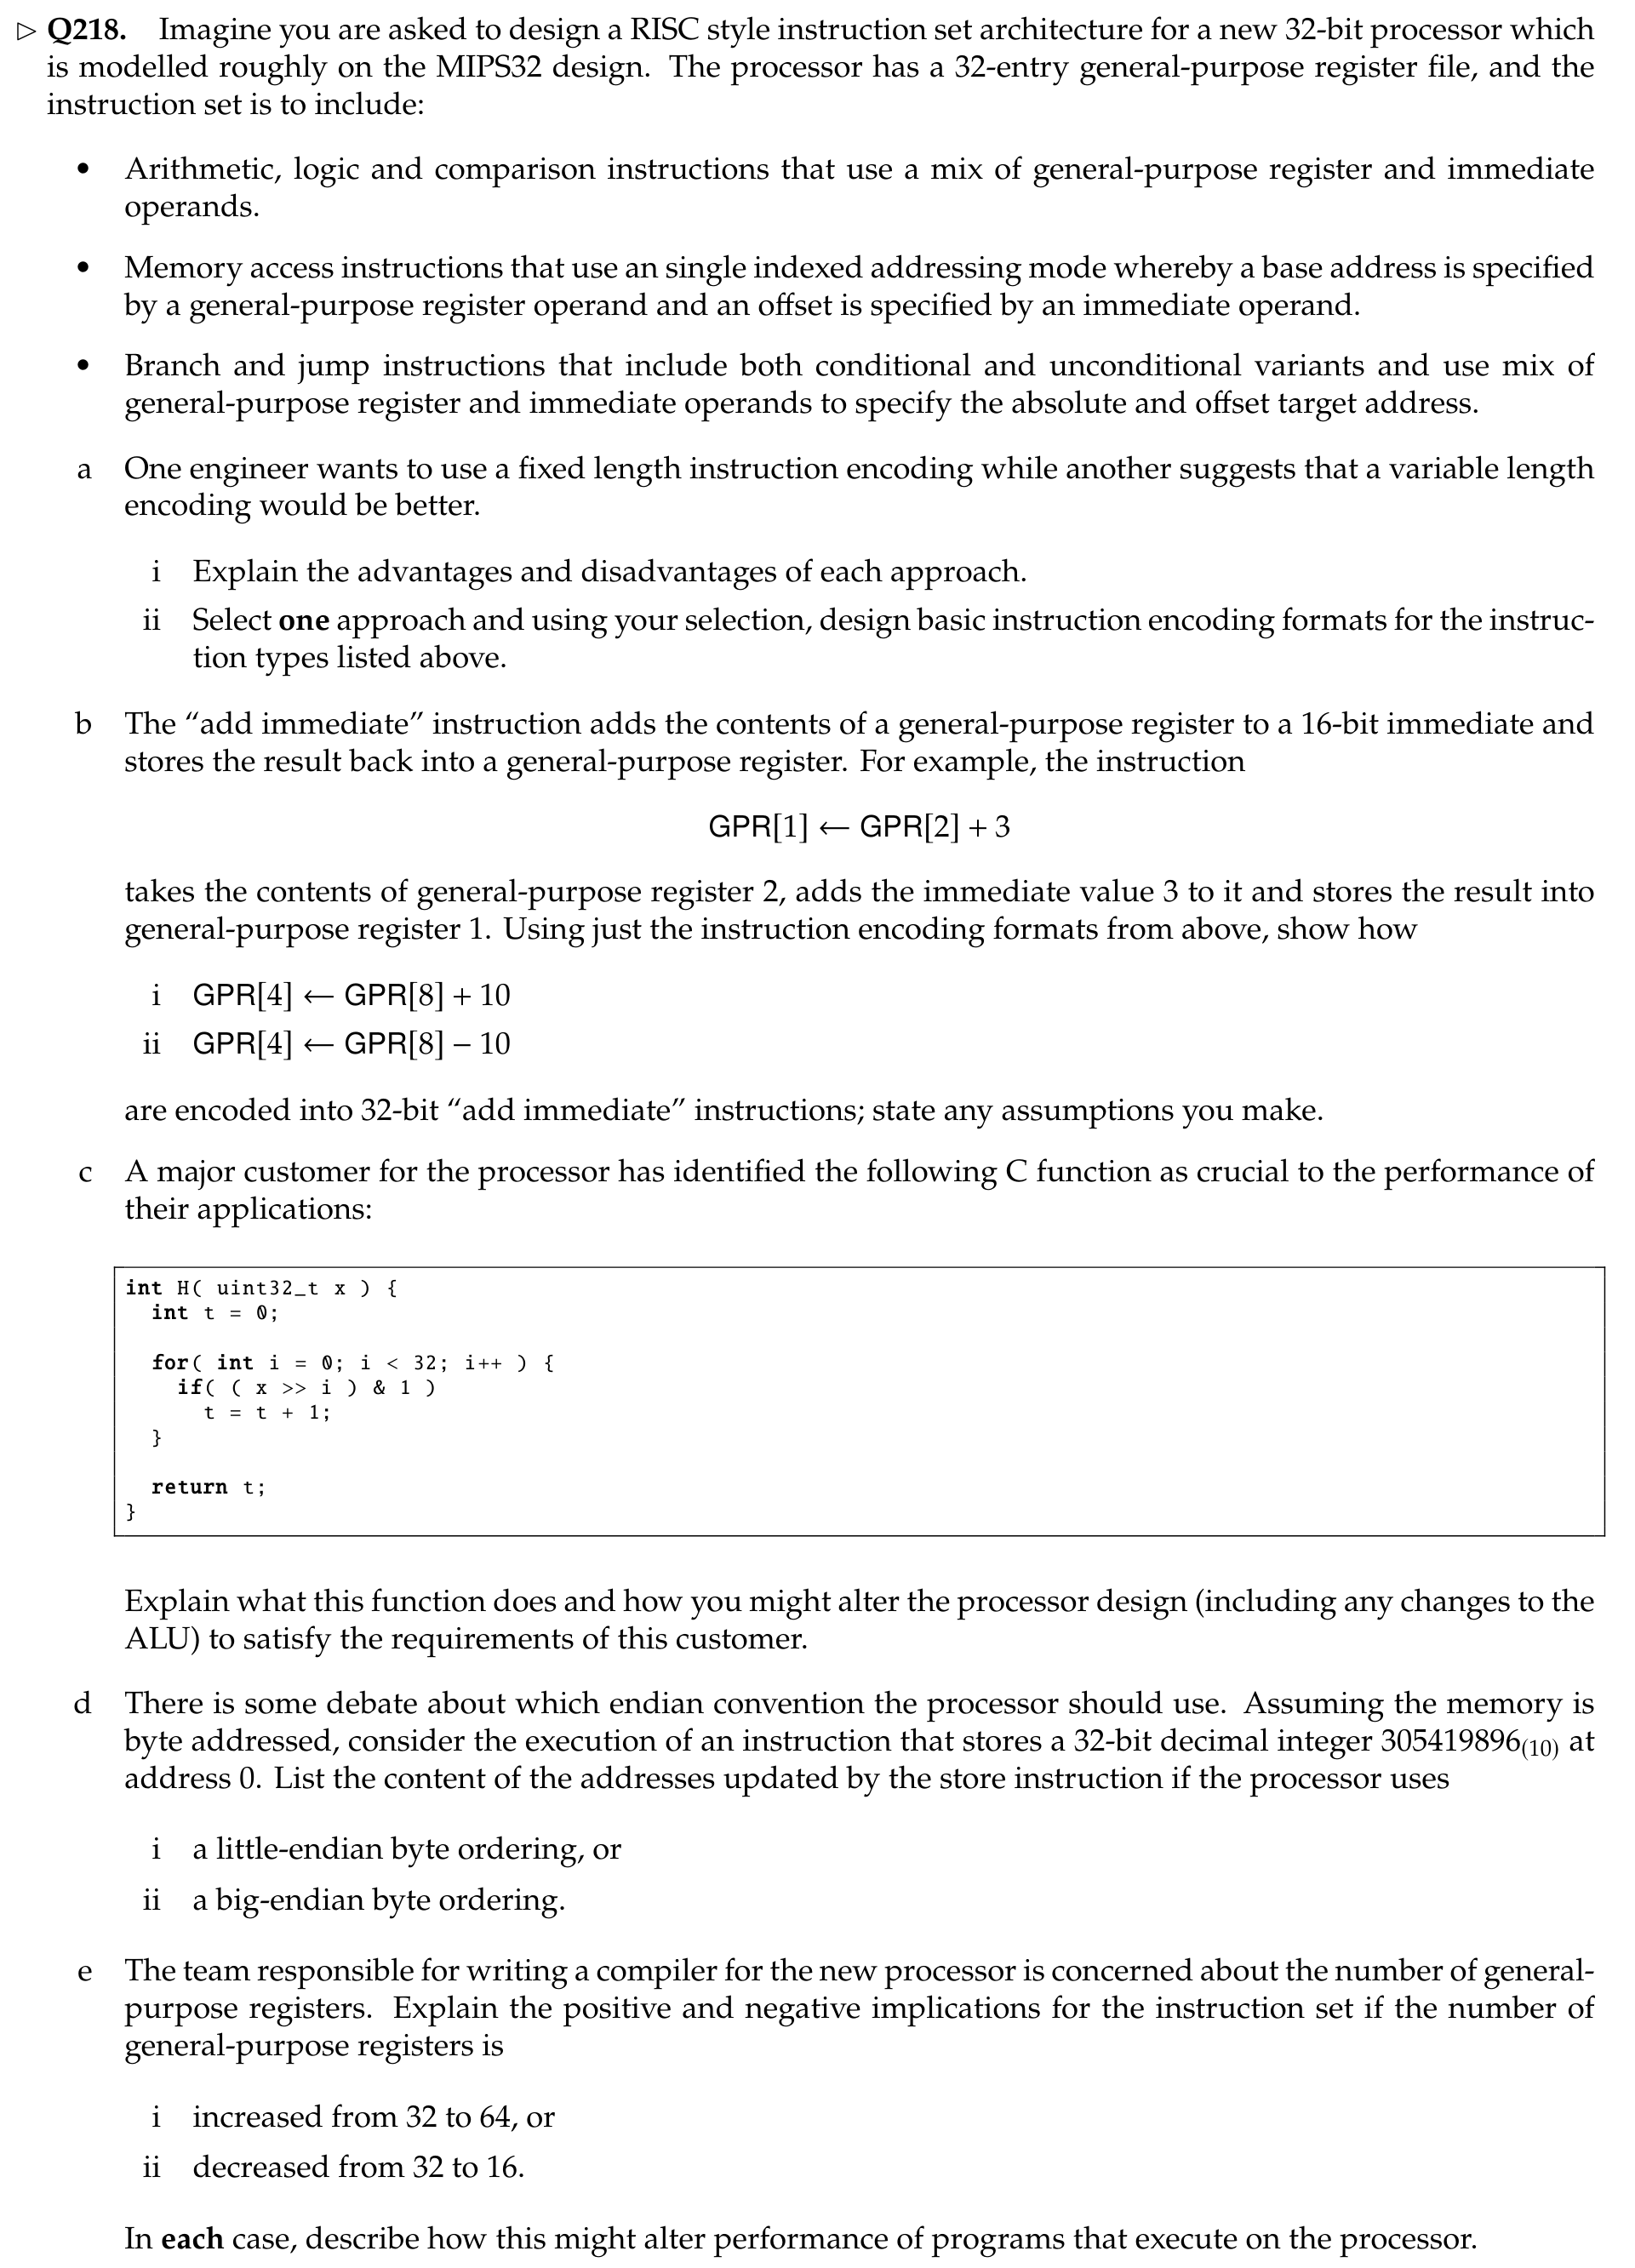 ▷ Q218. Imagine you are asked to design a RISC style instruction set architecture for a new 32-bit processor which
is modelled roughly on the MIPS32 design. The processor has a 32-entry general-purpose register file, and the
instruction set is to include:
• Arithmetic, logic and comparison instructions that use a mix of general-purpose register and immediate
operands.
• Memory access instructions that use an single indexed addressing mode whereby a base address is specified
by a general-purpose register operand and an offset is specified by an immediate operand.
• Branch and jump instructions that include both conditional and unconditional variants and use mix of
general-purpose register and immediate operands to specify the absolute and offset target address.
a One engineer wants to use a fixed length instruction encoding while another suggests that a variable length
encoding would be better.
i Explain the advantages and disadvantages of each approach.
ii Select one approach and using your selection, design basic instruction encoding formats for the instruc-
tion types listed above.
b The “add immediate” instruction adds the contents of a general-purpose register to a 16-bit immediate and
stores the result back into a general-purpose register. For example, the instruction
GPR[1] ← GPR[2] + 3
takes the contents of general-purpose register 2, adds the immediate value 3 to it and stores the result into
general-purpose register 1. Using just the instruction encoding formats from above, show how
i GPR[4] ← GPR[8] + 10
ii GPR[4] ← GPR[8] − 10
are encoded into 32-bit “add immediate” instructions; state any assumptions you make.
c A major customer for the processor has identified the following C function as crucial to the performance of
their applications:
int H( uint32_t x ) {
int t = 0;
for( int i = 0; i < 32; i++ ) {
if( ( x >> i ) & 1 )
t = t + 1;
}
return t;
}
Explain what this function does and how you might alter the processor design (including any changes to the
ALU) to satisfy the requirements of this customer.
d There is some debate about which endian convention the processor should use. Assuming the memory is
byte addressed, consider the execution of an instruction that stores a 32-bit decimal integer 305419896(10) at
address 0. List the content of the addresses updated by the store instruction if the processor uses
i a little-endian byte ordering, or
ii a big-endian byte ordering.
e The team responsible for writing a compiler for the new processor is concerned about the number of general-
purpose registers. Explain the positive and negative implications for the instruction set if the number of
general-purpose registers is
i increased from 32 to 64, or
ii decreased from 32 to 16.
In each case, describe how this might alter performance of programs that execute on the processor.